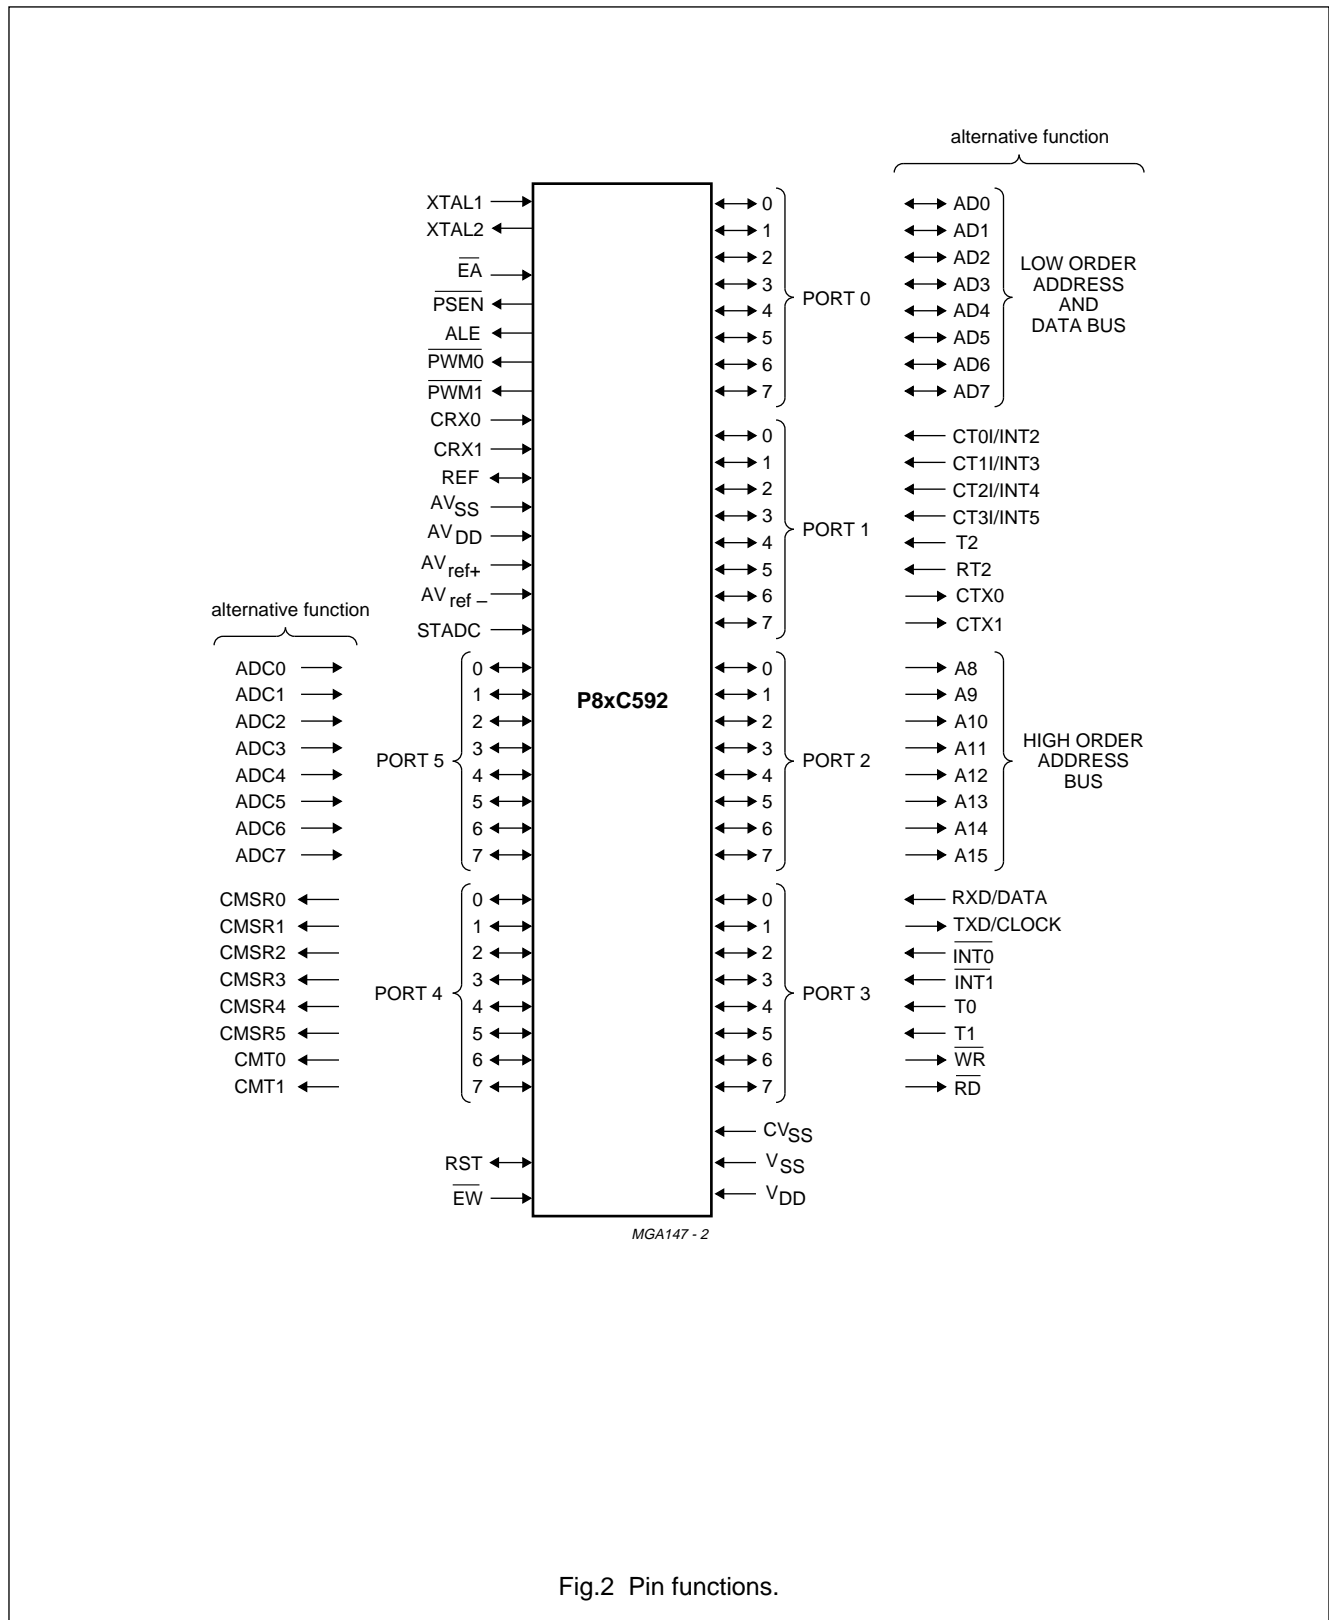 alternative function
XTAL1
XTAL2
EA
PSEN
ALE
PWM0
PWM1
CRX0
CRX1
REF
AVSS
AVDD
AVref+
AVref –
STADC
0
1
2
3
4
5
6
7
PORT 0
AD0
AD1
AD2
AD3
AD4
AD5
AD6
AD7
LOW ORDER
ADDRESS
AND
DATA BUS
0
1
2
3
4
5
6
7
PORT 1
CT0I/INT2
CT1I/INT3
CT2I/INT4
CT3I/INT5
T2
RT2
CTX0
CTX1
alternative function
ADC0
ADC1
ADC2
ADC3
ADC4
ADC5
ADC6
ADC7
PORT 5
0
1
2
3
4
5
6
7
P8xC592
0
1
2
3
4
5
6
7
PORT 2
A8
A9
A10
A11
A12
A13
A14
A15
HIGH ORDER
ADDRESS
BUS
CMSR0
CMSR1
CMSR2
CMSR3
CMSR4
CMSR5
CMT0
CMT1
PORT 4
0
1
2
3
4
5
6
7
0
1
2
3
4
5
6
7
PORT 3
RXD/DATA
TXD/CLOCK
INT0
INT1
T0
T1
WR
RD
RST
EW
CVSS
VSS
VDD
MGA147 - 2
Fig.2 Pin functions.